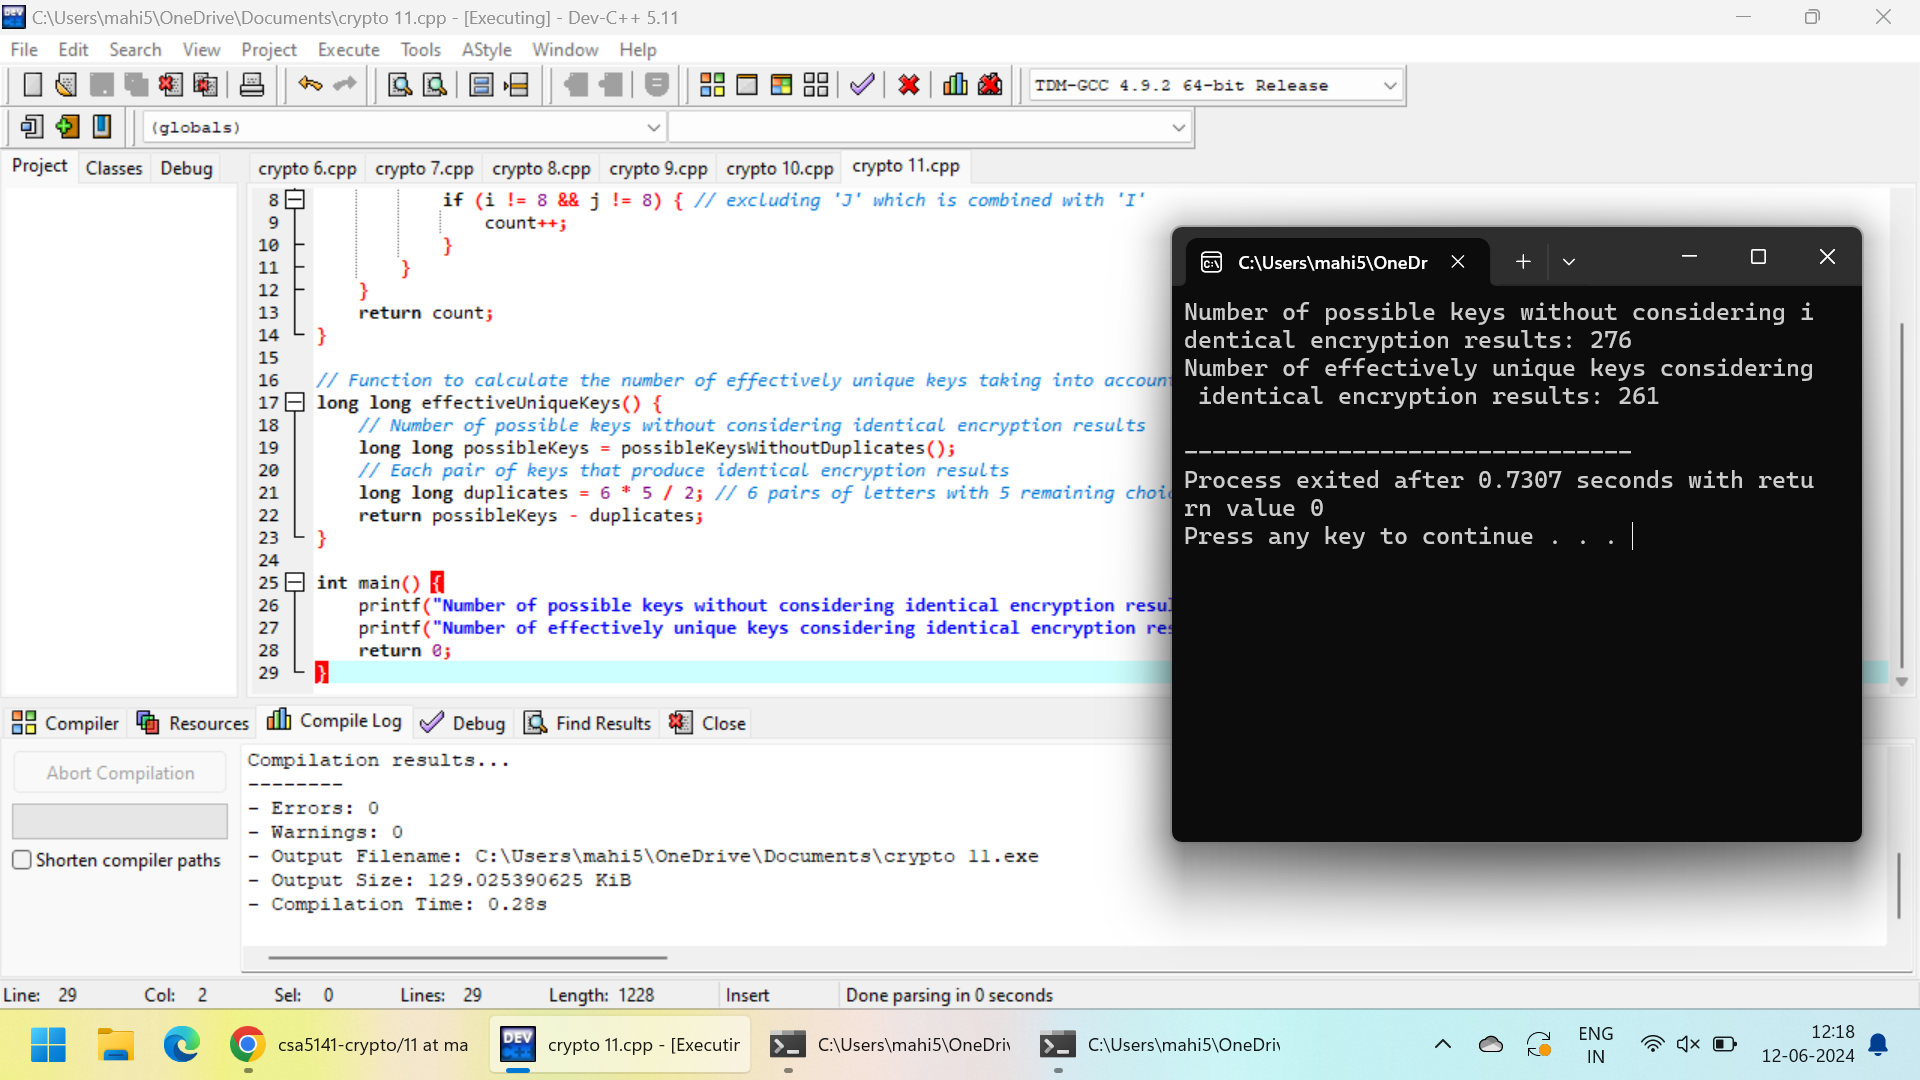 C:\Users\mahi5\OneDrive\Documents\crypto 11.cpp - [Executing] - Dev-C++ 5.11
File Edit Search View Project Execute Tools AStyle Window Help
TDM-GCC 4.9.2 64-bit Release
(globals)
Project Classes Debug
crypto 6.cpp crypto 7.cpp crypto 8.cpp crypto 9.cpp crypto 10.cpp crypto 11.cpp
8 if (i != 8 && j != 8) { // excluding 'J' which is combined with 'I'
9 count++;
10 }
11 }
12 }
13 return count;
14 }
15
16 // Function to calculate the number of effectively unique keys taking into accoun
17 long long effectiveUniqueKeys() {
18 // Number of possible keys without considering identical encryption results
19 long long possibleKeys = possibleKeysWithoutDuplicates();
20 // Each pair of keys that produce identical encryption results
21 long long duplicates = 6 * 5 / 2; // 6 pairs of letters with 5 remaining choi
22 return possibleKeys - duplicates;
23 }
24
25 int main() {
26 printf("Number of possible keys without considering identical encryption resu
27 printf("Number of effectively unique keys considering identical encryption re
28 return 0;
29 }
C:\Users\mahi5\OneDr
Number of possible keys without considering i
dentical encryption results: 276
Number of effectively unique keys considering
identical encryption results: 261
--------------------------------
Process exited after 0.7307 seconds with retu
rn value 0
Press any key to continue . . .
Compiler Resources Compile Log Debug Find Results Close
Abort Compilation
Shorten compiler paths
Compilation results...
--------
- Errors: 0
- Warnings: 0
- Output Filename: C:\Users\mahi5\OneDrive\Documents\crypto 11.exe
- Output Size: 129.025390625 KiB
- Compilation Time: 0.28s
Line: 29 Col: 2 Sel: 0 Lines: 29 Length: 1228 Insert Done parsing in 0 seconds
csa5141-crypto/11 at ma
DEV
crypto 11.cpp - [Executir
C:\Users\mahi5\OneDri
C:\Users\mahi5\OneDri
ENG
IN
12:18
12-06-2024